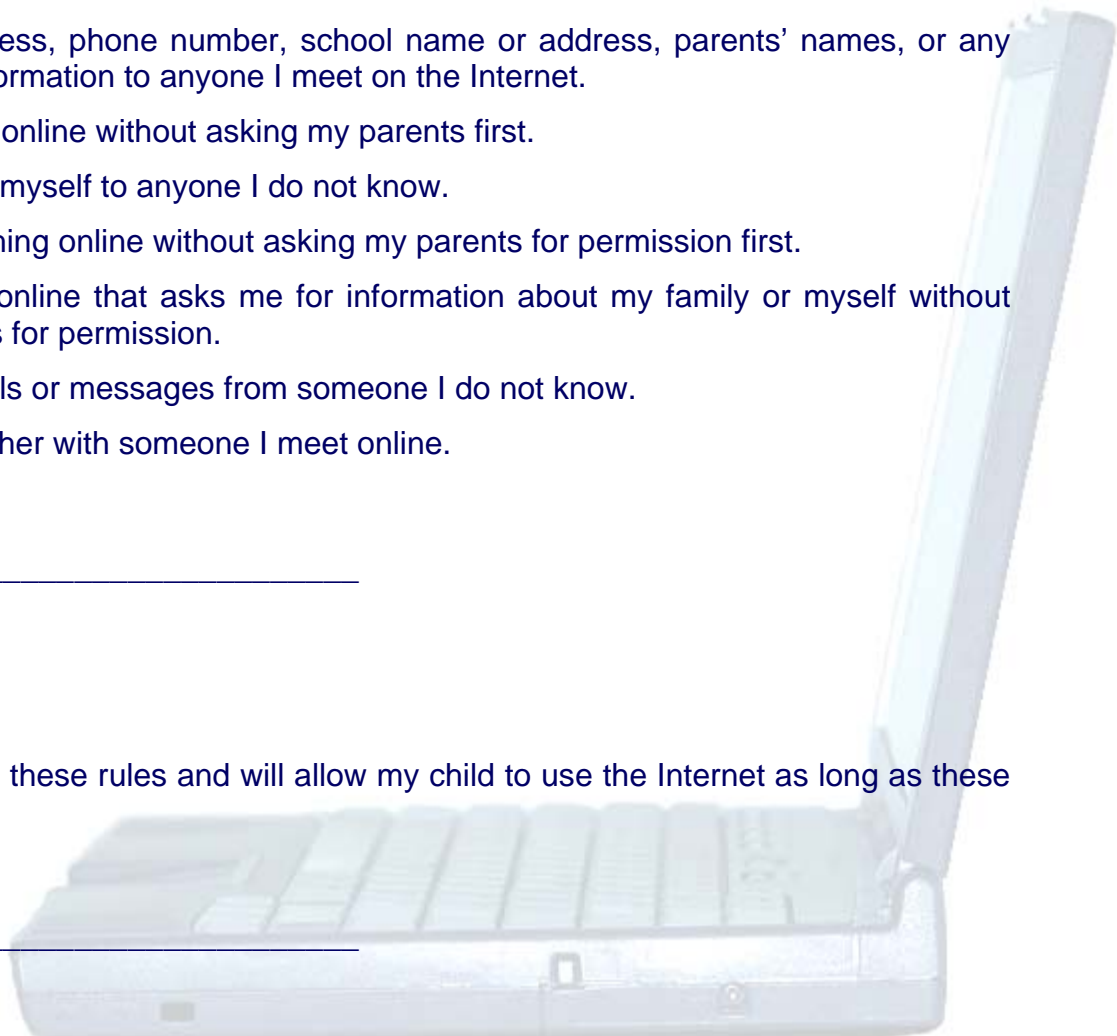 ess, phone number, school name or address, parents’ names, or any
formation to anyone I meet on the Internet.
online without asking my parents first.
myself to anyone I do not know.
ning online without asking my parents for permission first.
online that asks me for information about my family or myself without
s for permission.
ls or messages from someone I do not know.
ther with someone I meet online.
____________________
these rules and will allow my child to use the Internet as long as these
____________________